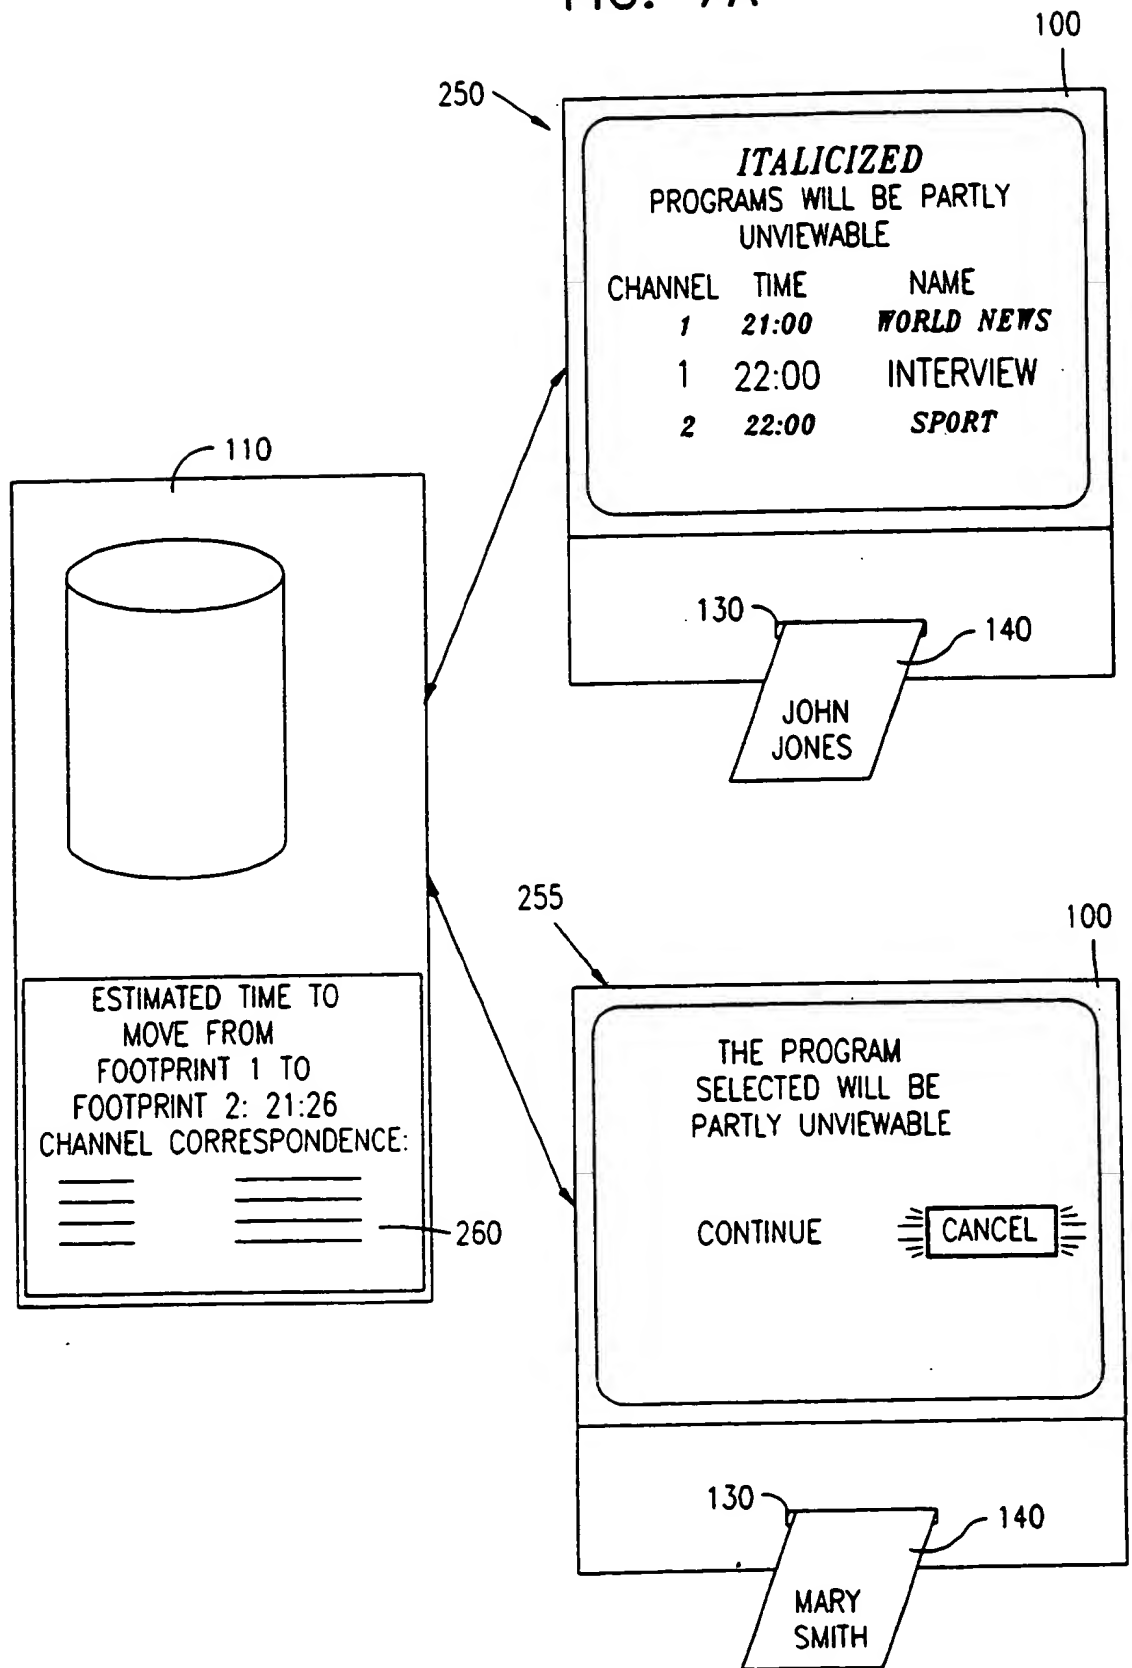 FIG. 7A
100
250
ITALICIZED
PROGRAMS WILL BE PARTLY
UNVIEWABLE
CHANNEL TIME NAME
1 21:00 WORLD NEWS
1 22:00 INTERVIEW
2 22:00 SPORT
110
130
140
JOHN
JONES
255
100
ESTIMATED TIME TO
MOVE FROM
FOOTPRINT 1 TO
FOOTPRINT 2: 21:26
CHANNEL CORRESPONDENCE:
260
THE PROGRAM
SELECTED WILL BE
PARTLY UNVIEWABLE
CONTINUE CANCEL
130
140
MARY
SMITH